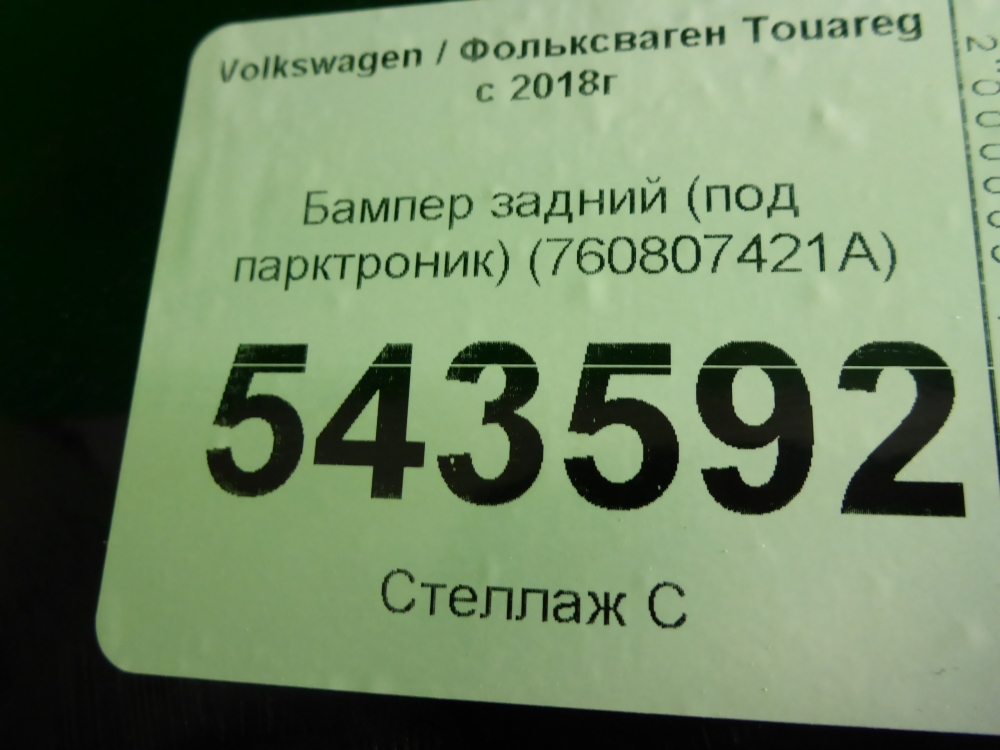 Volkswagen / Фольксваген Touareg
с 2018г
Бампер задний (под
парктроник) (760807421A)
543592
Стеллаж С